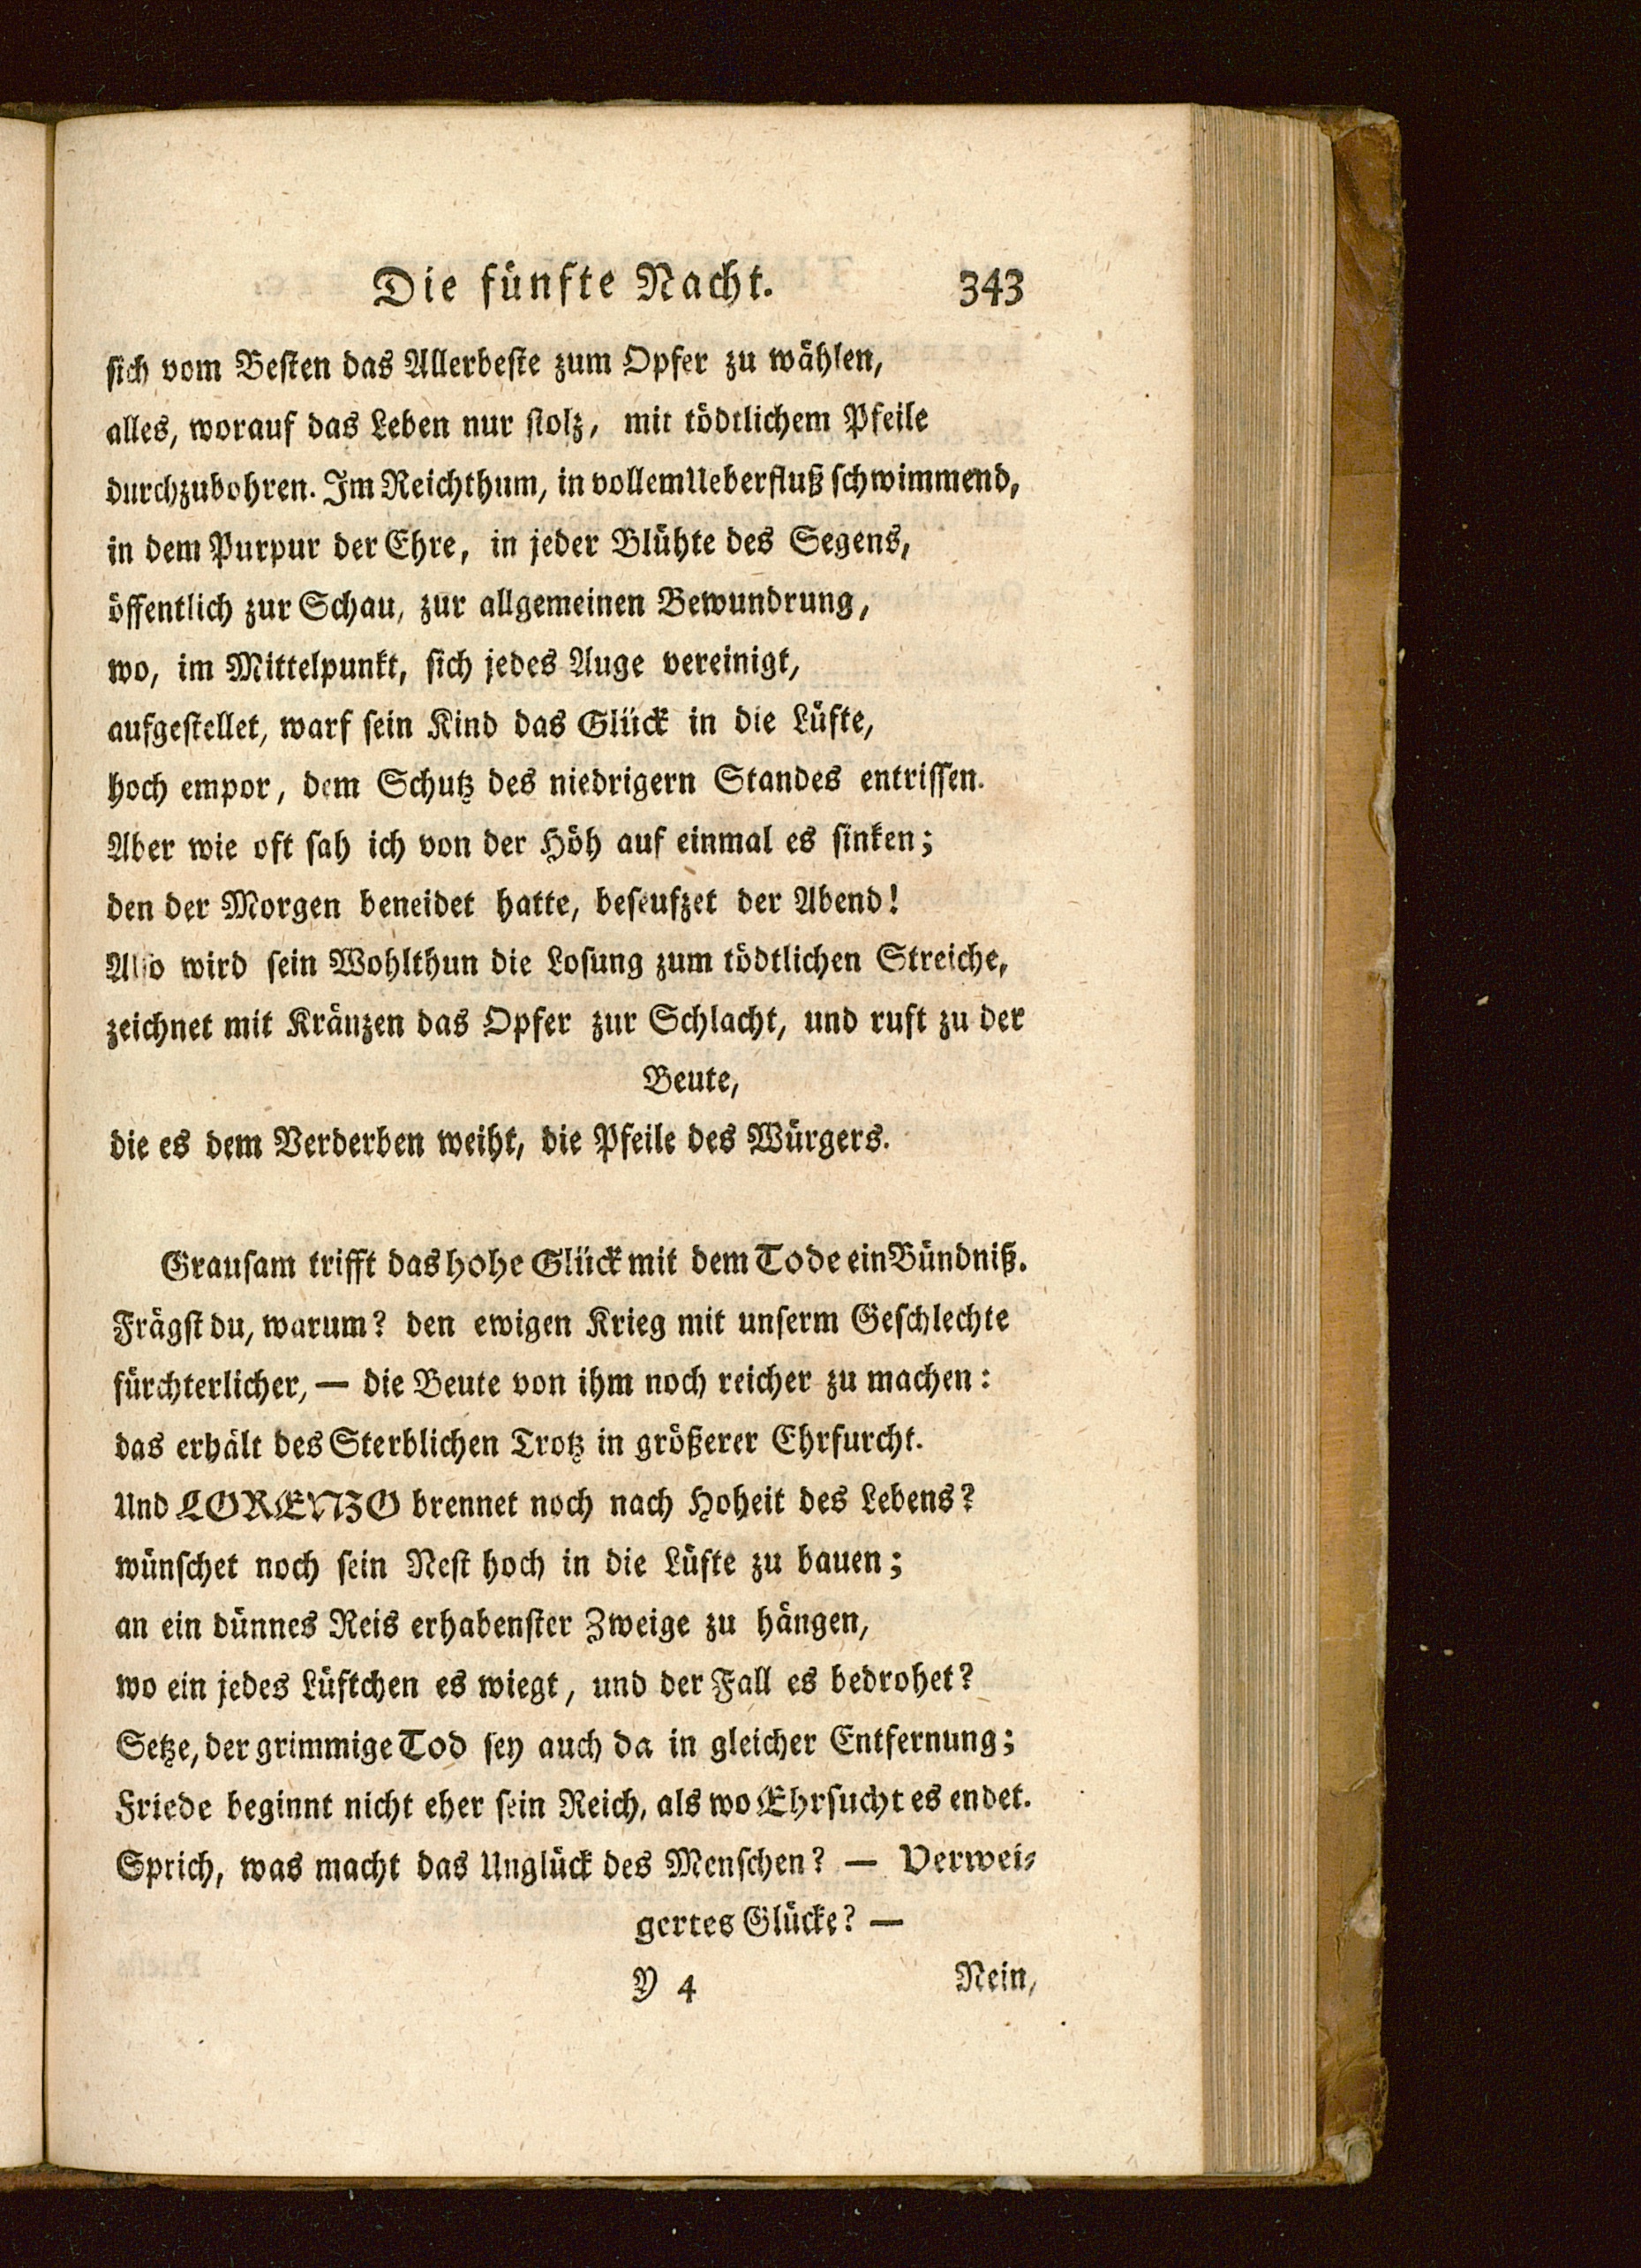 Die fünfte Nacht. 343
sich vom Besten das Allerbeste zum Opfer zu wählen,
alles, worauf das Leben nur stolz, mit tödtlichem Pfeile
durchzubohren. Im Reichthum, in vollem Ueberfluß schwimmend,
in dem Purpur der Ehre, in jeder Blühte des Segens,
öffentlich zur Schau, zur allgemeinen Bewundrung,
wo, im Mittelpunkt, sich jedes Auge vereinigt,
aufgestellet, warf sein Kind das Glück in die Lüfte,
hoch empor, dem Schutz des niedrigern Standes entrissen.
Aber wie oft sah ich von der Höh auf einmal es sinken;
den der Morgen beneidet hatte, beseufzet der Abend!
Also wird sein Wohlthun die Losung zum tödtlichen Streiche,
zeichnet mit Kränzen das Opfer zur Schlacht, und ruft zu der
Beute,
die es dem Verderben weiht, die Pfeile des Würgers.
Grausam trifft das hohe Glück mit dem Tode ein Bündniß.
Frägst du, warum? den ewigen Krieg mit unserm Geschlechte
fürchterlicher, — die Beute von ihm noch reicher zu machen:
das erhält des Sterblichen Trotz in größerer Ehrfurcht.
Und LORENZO brennet noch nach Hoheit des Lebens?
wünschet noch sein Nest hoch in die Lüfte zu bauen;
an ein dünnes Reis erhabenster Zweige zu hängen,
wo ein jedes Lüftchen es wiegt, und der Fall es bedrohet?
Setze, der grimmige Tod sey auch da in gleicher Entfernung;
Friede beginnt nicht eher sein Reich, als wo Ehrsucht es endet.
Sprich, was macht das Unglück des Menschen? — Verwei-
gertes Glücke? —
Y 4 Nein,